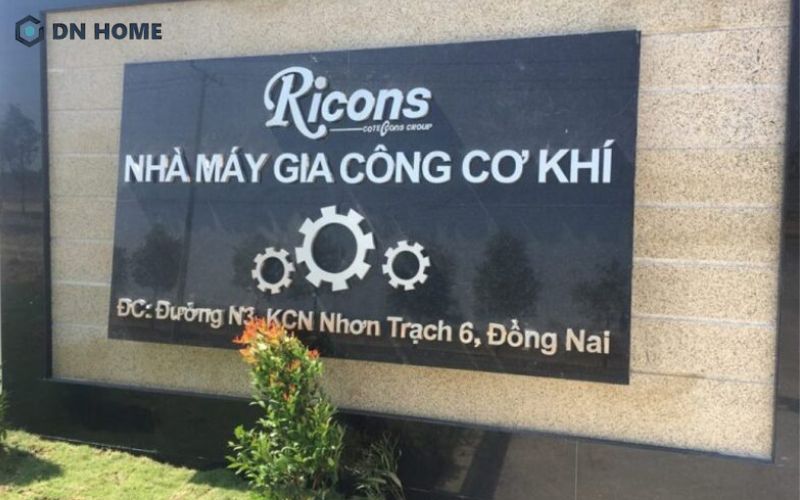 DN HOME
Ricons
COTECCONS GROUP
NHÀ MÁY GIA CÔNG CƠ KHÍ
ĐC: Đường N3, KCN Nhơn Trạch 6, Đồng Nai